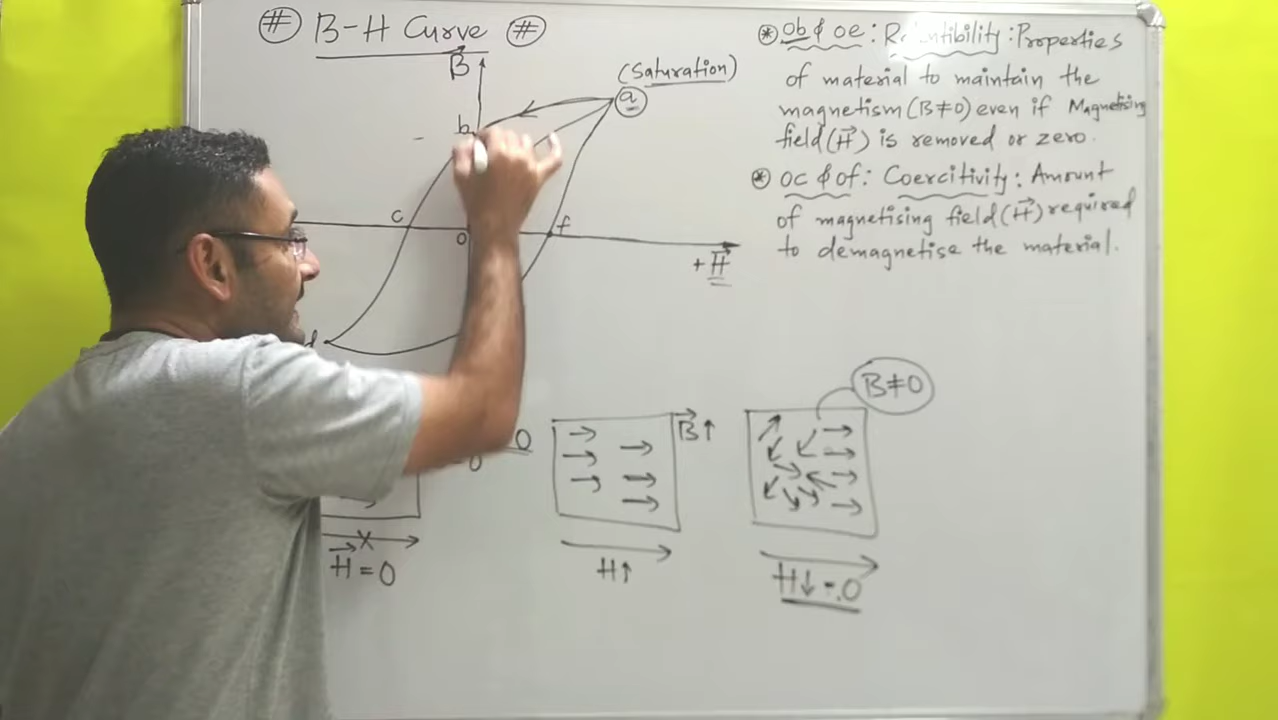 # B-H Curve #
B
(Saturation)
a
b
c
o
f
+ H
d
* ob & oe : Retentibility : Properties
of material to maintain the
magnetism (B≠0) even if Magnetising
field (H) is removed or zero.
* oc & of : Coercitivity : Amount
of magnetising field (H) required
to demagnetise the material.
B≠0
B↑
0
H = 0
H↑
H↓ = 0